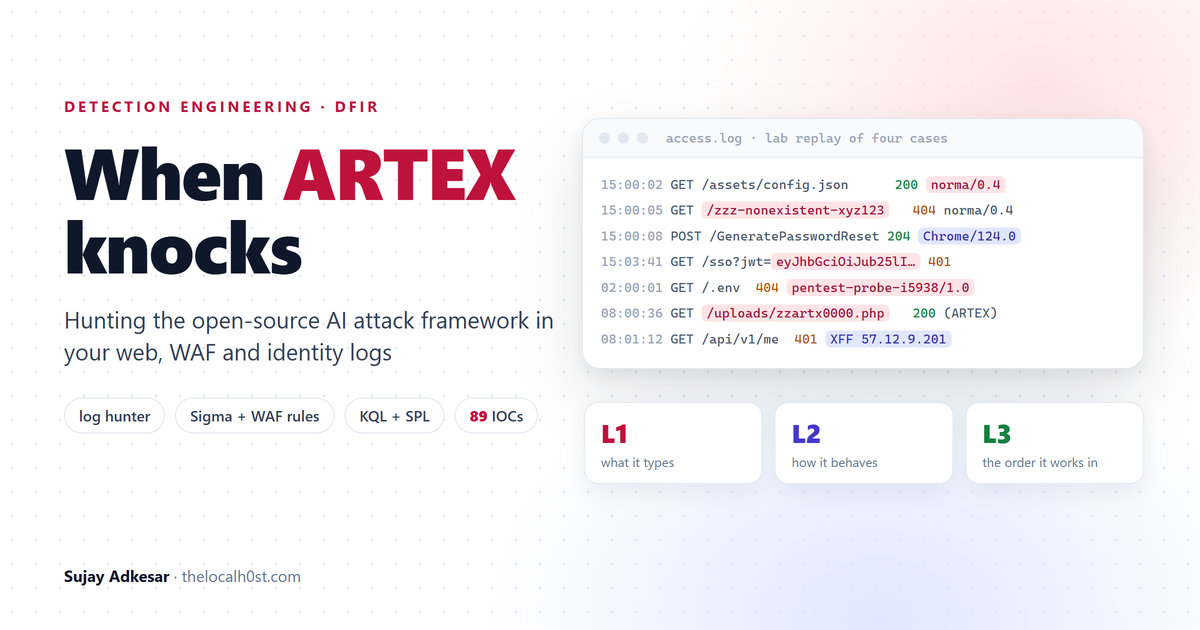 DETECTION ENGINEERING · DFIR
When ARTEX
knocks
Hunting the open-source AI attack framework in
your web, WAF and identity logs
log hunter
Sigma + WAF rules
KQL + SPL
89 IOCs
access.log · lab replay of four cases
15:00:02 GET /assets/config.json 200 norma/0.4
15:00:05 GET /zzz-nonexistent-xyz123 404 norma/0.4
15:00:08 POST /GeneratePasswordReset 204 Chrome/124.0
15:03:41 GET /sso?jwt=eyJhbGciOiJub25lI… 401
02:00:01 GET /.env 404 pentest-probe-i5938/1.0
08:00:36 GET /uploads/zzartx0000.php 200 (ARTEX)
08:01:12 GET /api/v1/me 401 XFF 57.12.9.201
L1
what it types
L2
how it behaves
L3
the order it works in
Sujay Adkesar · thelocalh0st.com